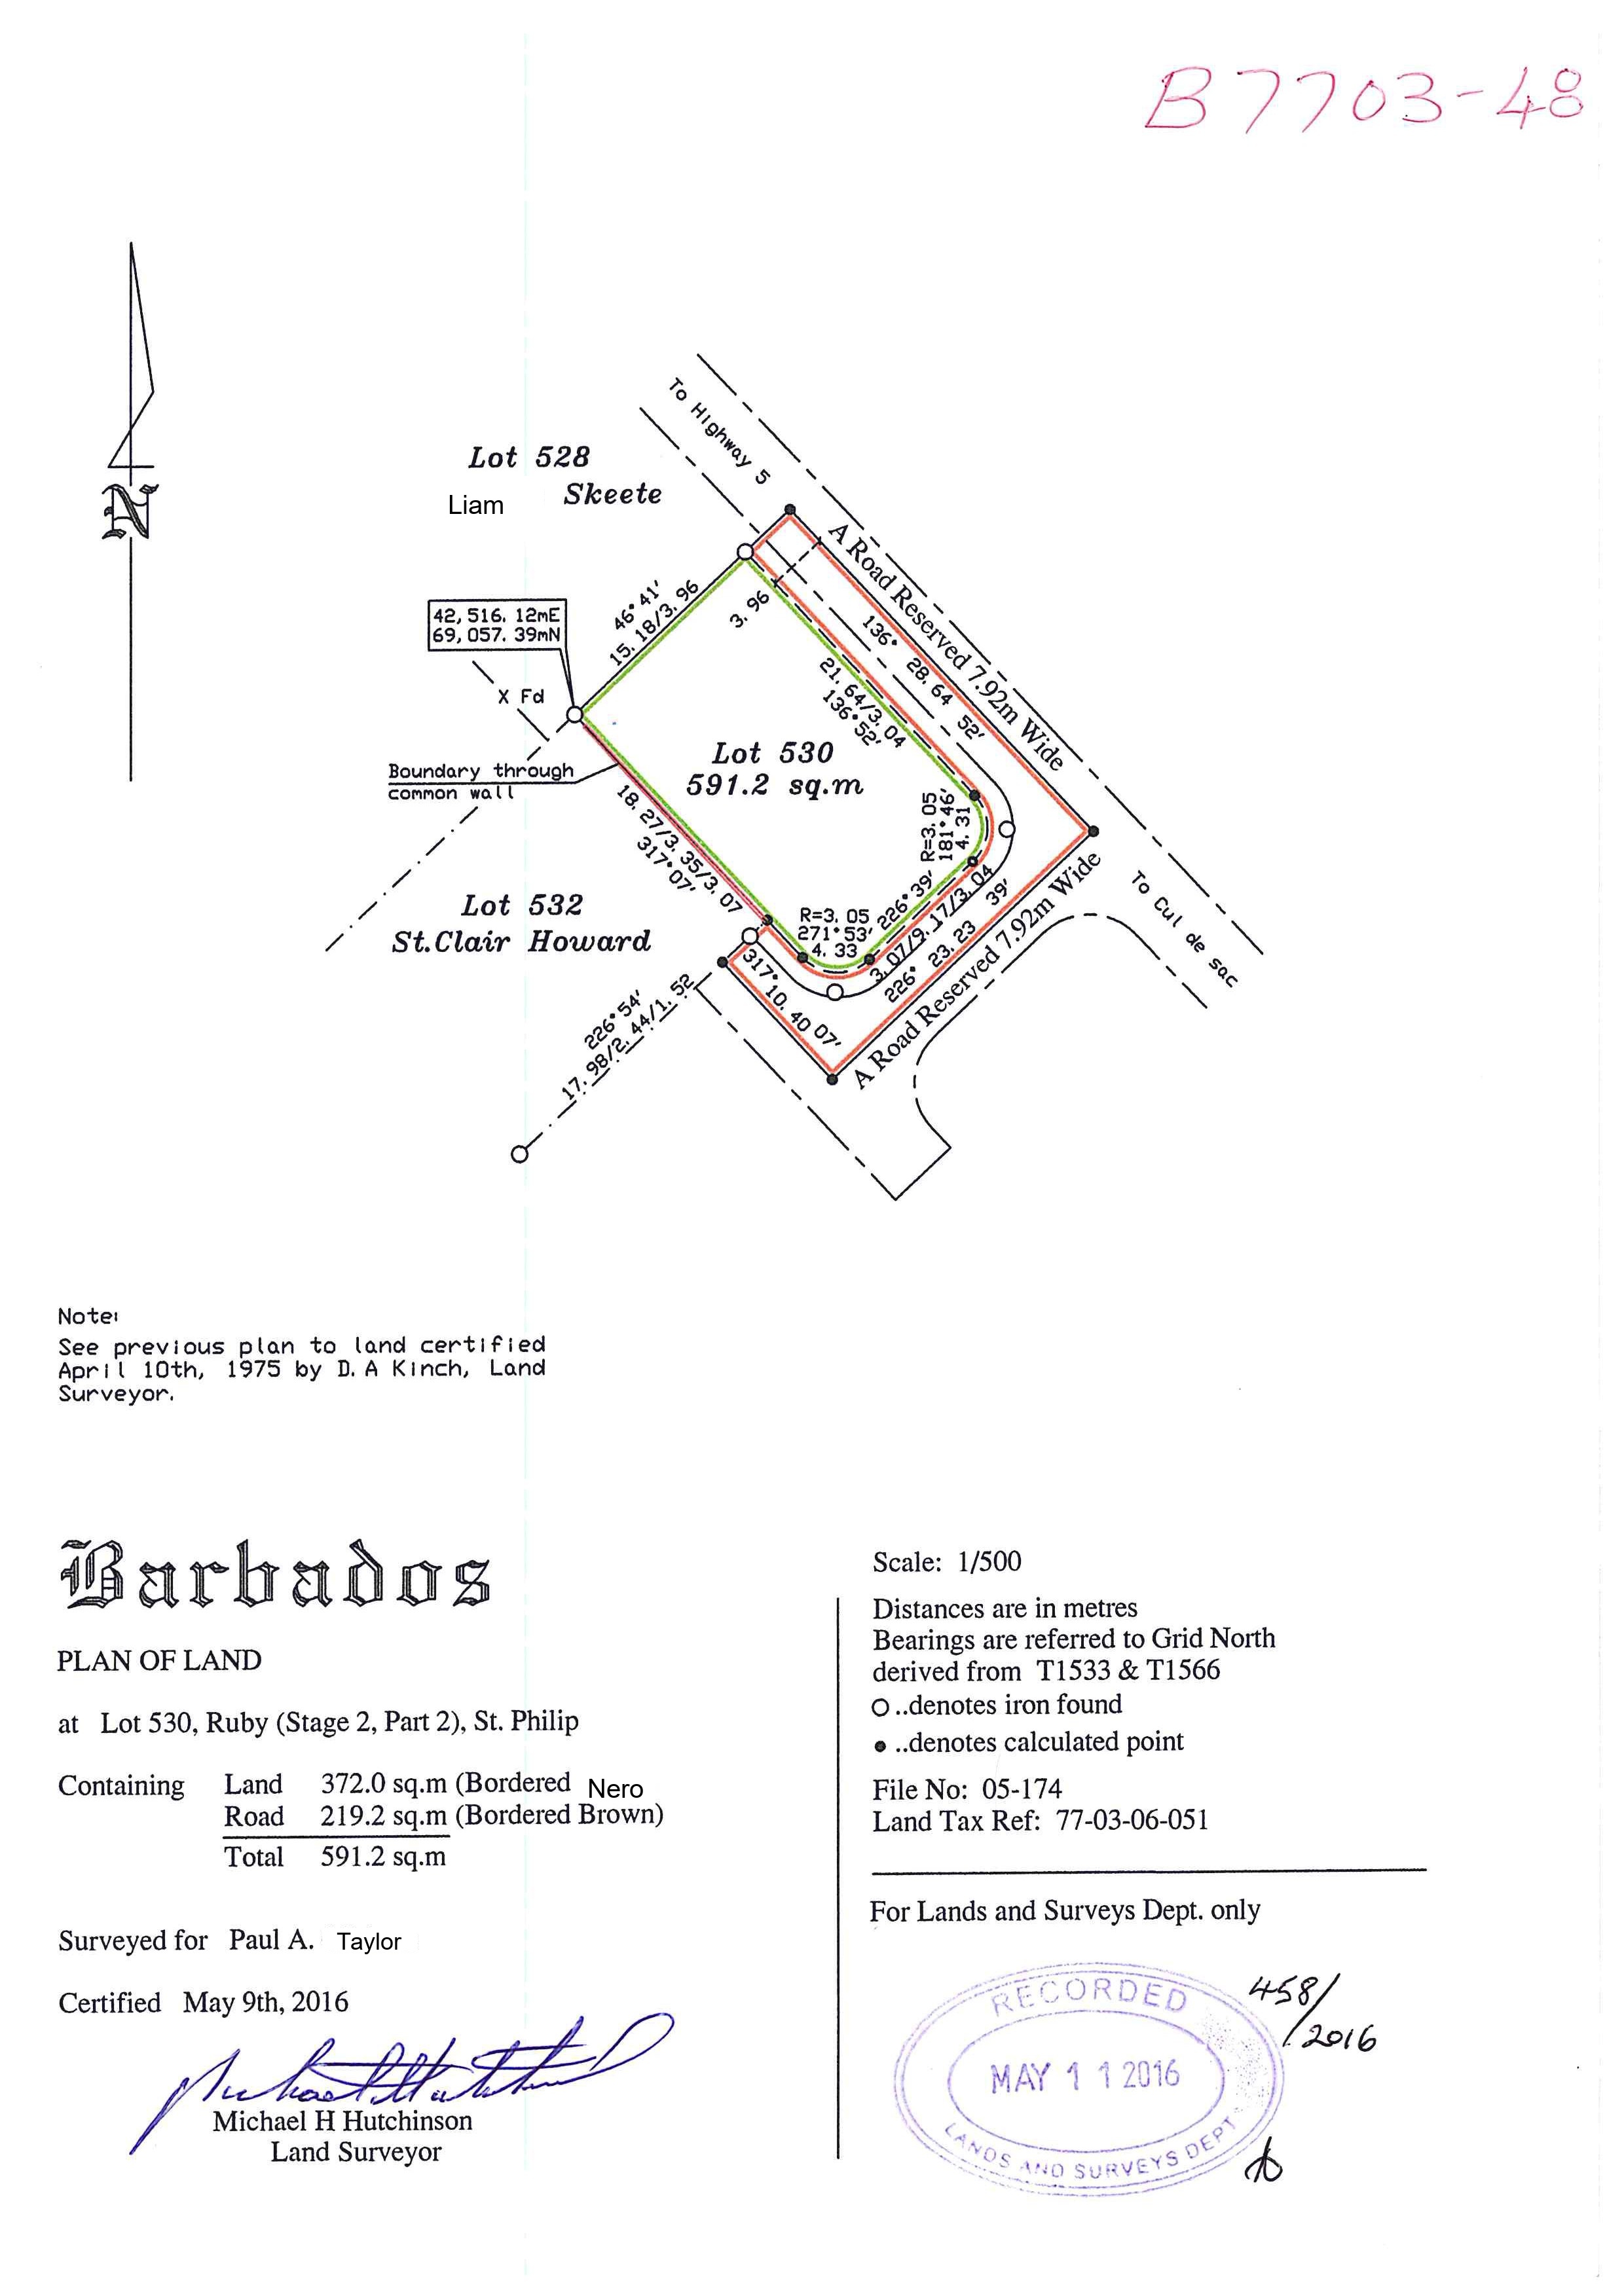 B7703-48
To Highway 5
Lot 528
Liam Skeete
A Road Reserved 7.92m Wide
46°41'
15.18/3.96
3.96
136° 28.64 52'
42,516.12mE
69,057.39mN
X Fd
21.64/3.04
136°52'
Lot 530
591.2 sq.m
Boundary through
common wall
18.27/3.35/3.07
317°07'
R=3.05
181°46'
4.31
To Cul de sac
Lot 532
St.Clair Howard
R=3.05
271°53'
4.33
226°39'
3.07/9.17/3.04
226° 23.23 39'
A Road Reserved 7.92m Wide
317° 10.40 07'
226°54'
17.98/2.44/1.52
N
Note:
See previous plan to land certified
April 10th, 1975 by D.A Kinch, Land
Surveyor.
Barbados
PLAN OF LAND
at Lot 530, Ruby (Stage 2, Part 2), St. Philip
Containing Land 372.0 sq.m (Bordered Nero
Road 219.2 sq.m (Bordered Brown)
Total 591.2 sq.m
Surveyed for Paul A. Taylor
Certified May 9th, 2016
Michael H Hutchinson
Land Surveyor
Scale: 1/500
Distances are in metres
Bearings are referred to Grid North
derived from T1533 & T1566
O ..denotes iron found
● ..denotes calculated point
File No: 05-174
Land Tax Ref: 77-03-06-051
For Lands and Surveys Dept. only
RECORDED
MAY 11 2016
LANDS AND SURVEYS DEPT
458/
2016